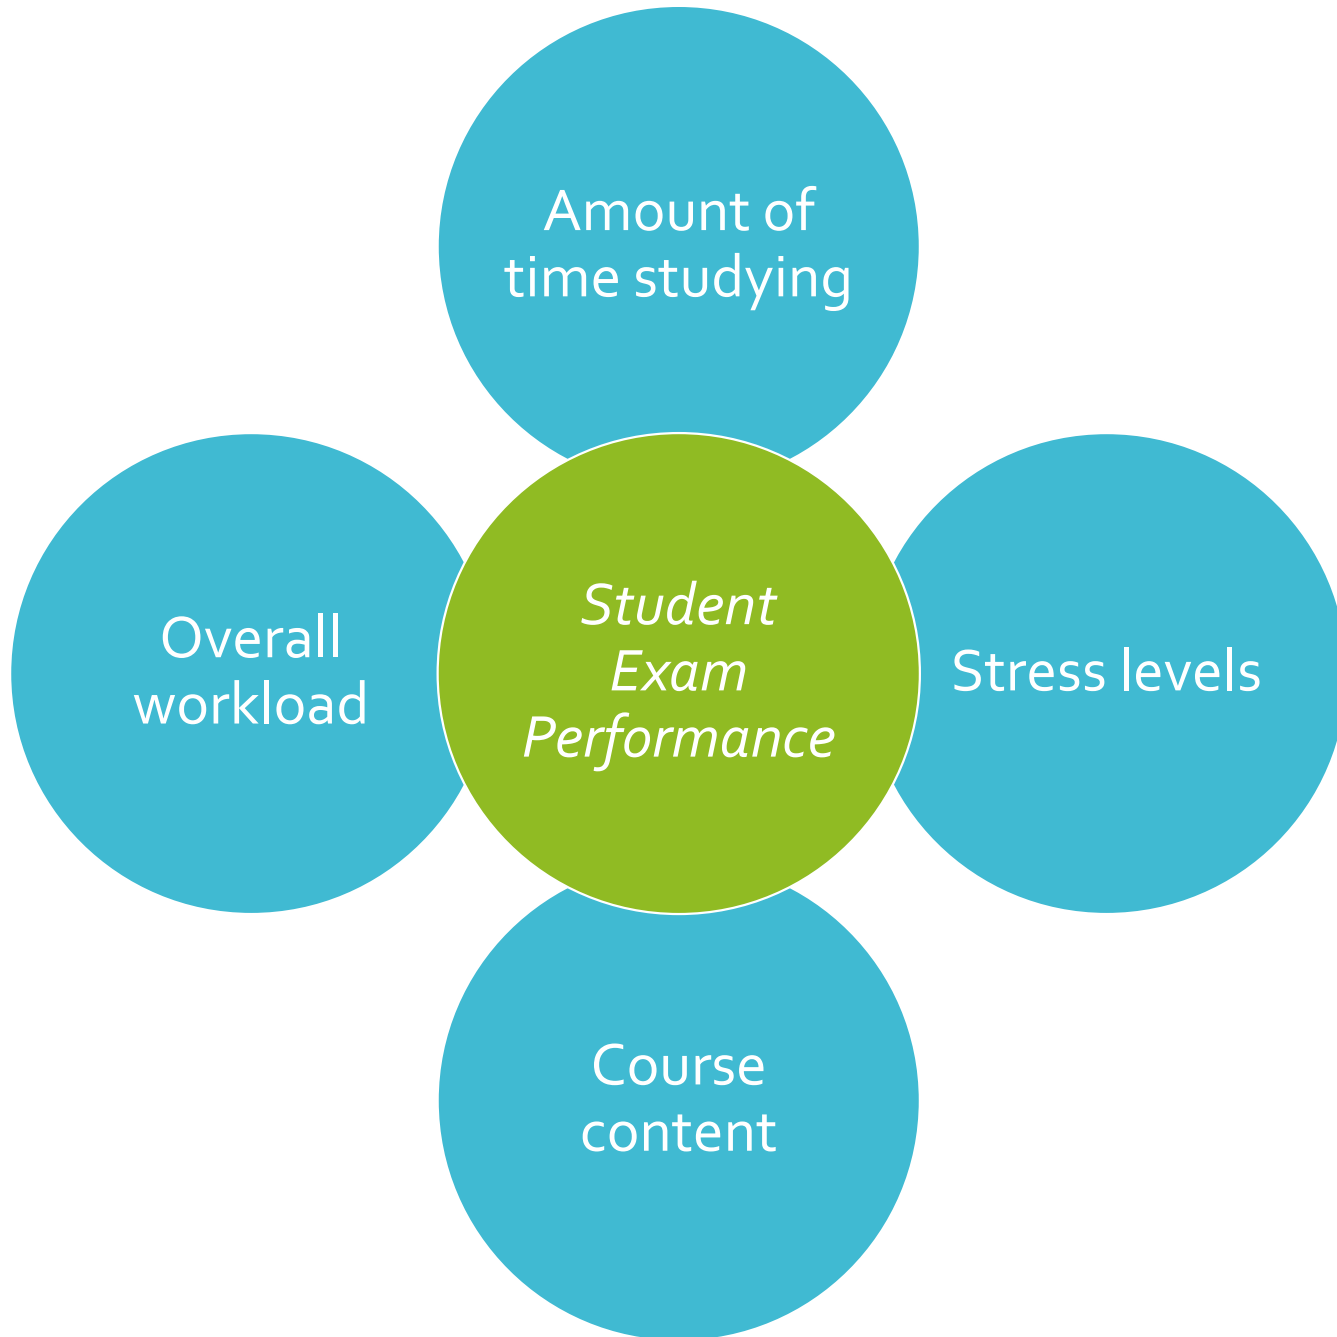 Amount of
time studying
Overall
workload
Student
Exam
Performance
Stress levels
Course
content